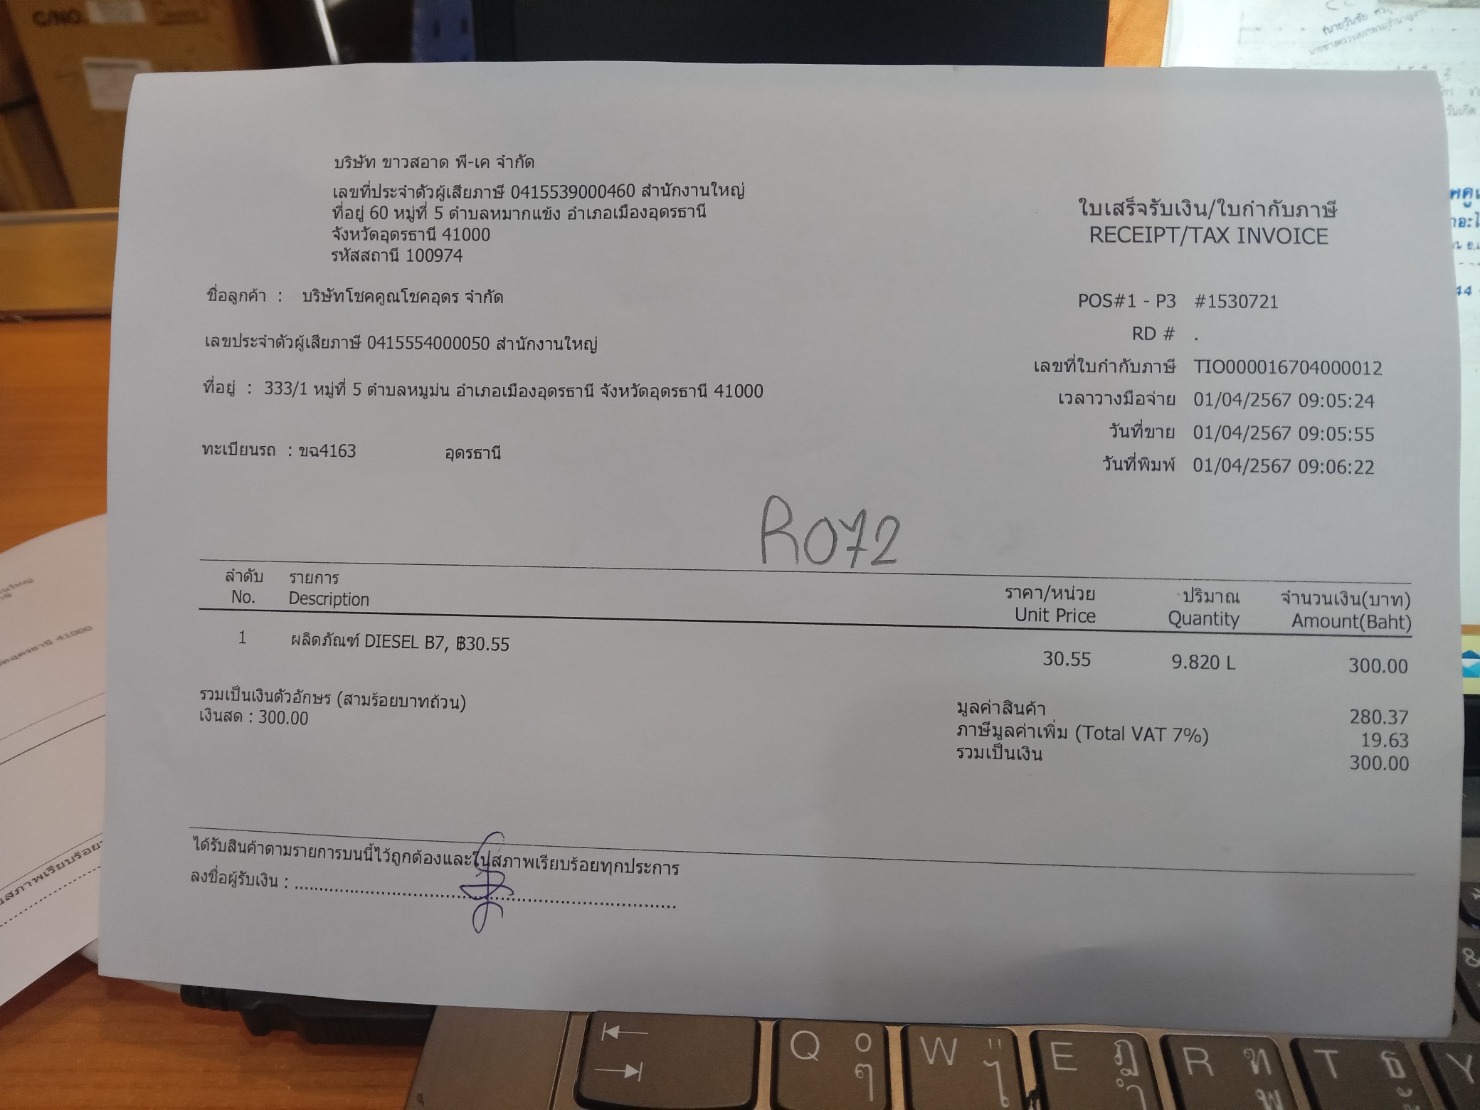 บริษัท ขาวสอาด พี-เค จำกัด
เลขที่ประจำตัวผู้เสียภาษี 0415539000460 สำนักงานใหญ่
ที่อยู่ 60 หมู่ที่ 5 ตำบลหมากแข้ง อำเภอเมืองอุดรธานี
จังหวัดอุดรธานี 41000
รหัสสถานี 100974
ใบเสร็จรับเงิน/ใบกำกับภาษี
RECEIPT/TAX INVOICE
ชื่อลูกค้า : บริษัทโชคคูณโชคอุดร จำกัด
เลขประจำตัวผู้เสียภาษี 0415554000050 สำนักงานใหญ่
ที่อยู่ : 333/1 หมู่ที่ 5 ตำบลหมูม่น อำเภอเมืองอุดรธานี จังหวัดอุดรธานี 41000
ทะเบียนรถ : ขฉ4163 อุดรธานี
POS#1 - P3 #1530721
RD # .
เลขที่ใบกำกับภาษี TIO000016704000012
เวลาวางมือจ่าย 01/04/2567 09:05:24
วันที่ขาย 01/04/2567 09:05:55
วันที่พิมพ์ 01/04/2567 09:06:22
R072
ลำดับ รายการ ราคา/หน่วย ปริมาณ จำนวนเงิน(บาท)
No. Description Unit Price Quantity Amount(Baht)
1 ผลิตภัณฑ์ DIESEL B7, ฿30.55 30.55 9.820 L 300.00
รวมเป็นเงินตัวอักษร (สามร้อยบาทถ้วน)
เงินสด : 300.00
มูลค่าสินค้า 280.37
ภาษีมูลค่าเพิ่ม (Total VAT 7%) 19.63
รวมเป็นเงิน 300.00
ได้รับสินค้าตามรายการบนนี้ไว้ถูกต้องและในสภาพเรียบร้อยทุกประการ
ลงชื่อผู้รับเงิน :
C/NO.
41000
Q W E R T Y